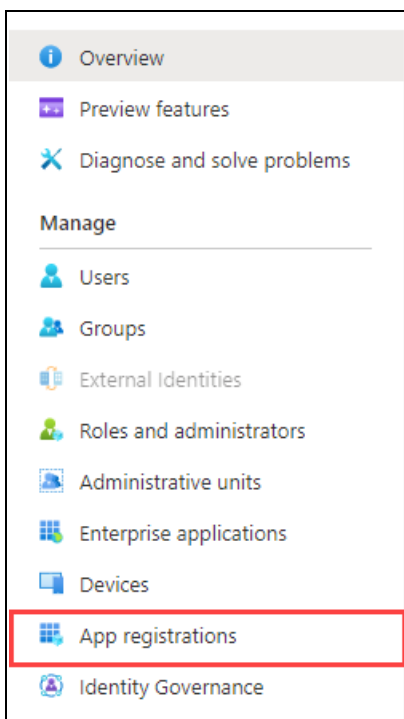 Overview
Preview features
Diagnose and solve problems
Manage
Users
Groups
External Identities
Roles and administrators
Administrative units
Enterprise applications
Devices
App registrations
Identity Governance